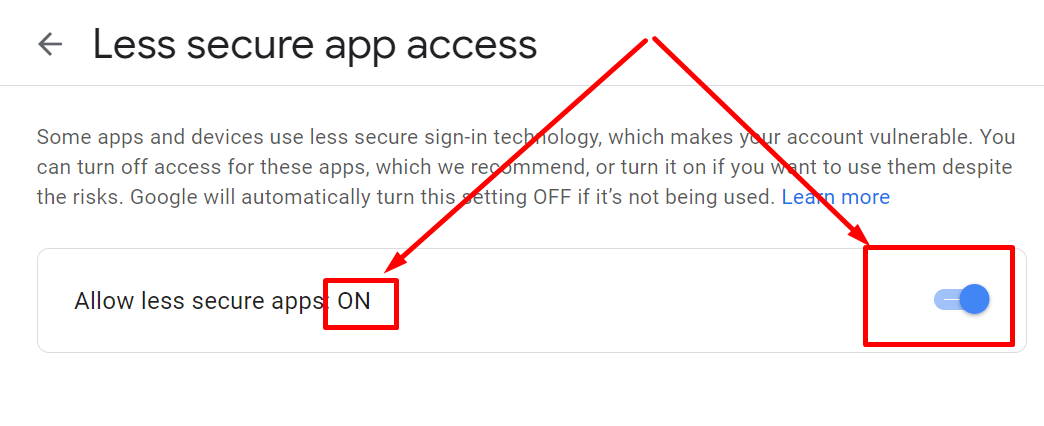 Less secure app access
Some apps and devices use less secure sign-in technology, which makes your account vulnerable. You
can turn off access for these apps, which we recommend, or turn it on if you want to use them despite
the risks. Google will automatically turn this setting OFF if it’s not being used. Learn more
Allow less secure apps: ON